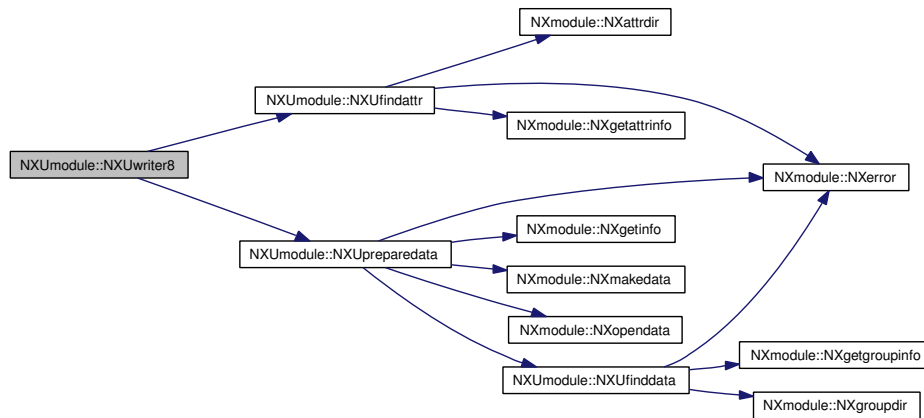 NXmodule::NXattrdir
NXUmodule::NXUfindattr
NXmodule::NXgetattrinfo
NXUmodule::NXUwriter8
NXmodule::NXerror
NXmodule::NXgetinfo
NXUmodule::NXUpreparedata
NXmodule::NXmakedata
NXmodule::NXopendata
NXmodule::NXgetgroupinfo
NXUmodule::NXUfinddata
NXmodule::NXgroupdir